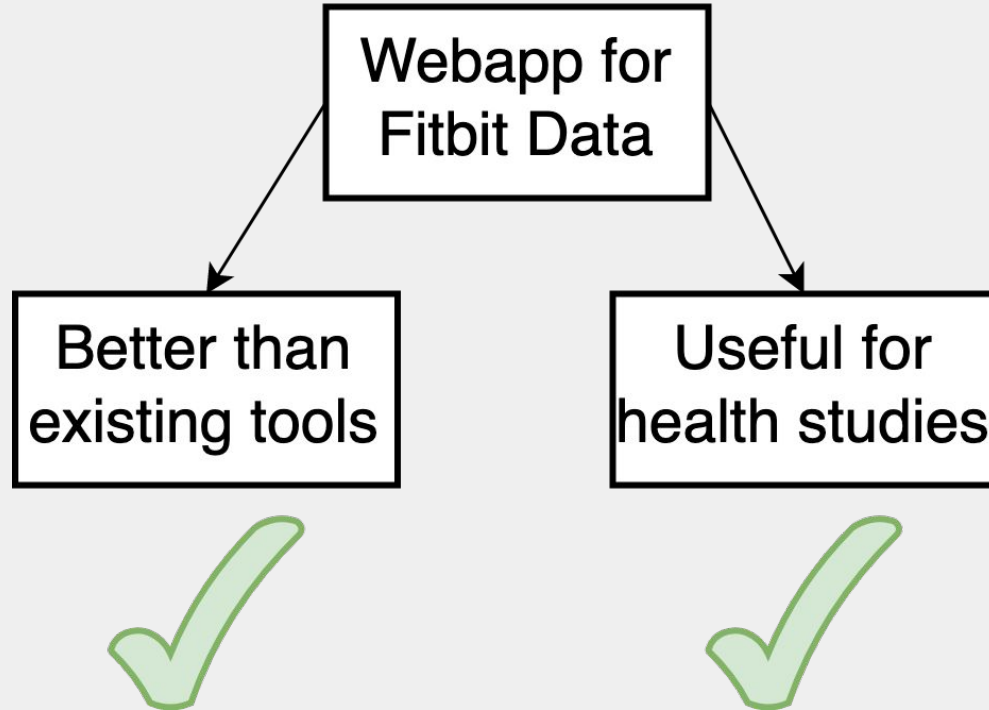 Webapp for
Fitbit Data
Better than
existing tools
Useful for
health studies